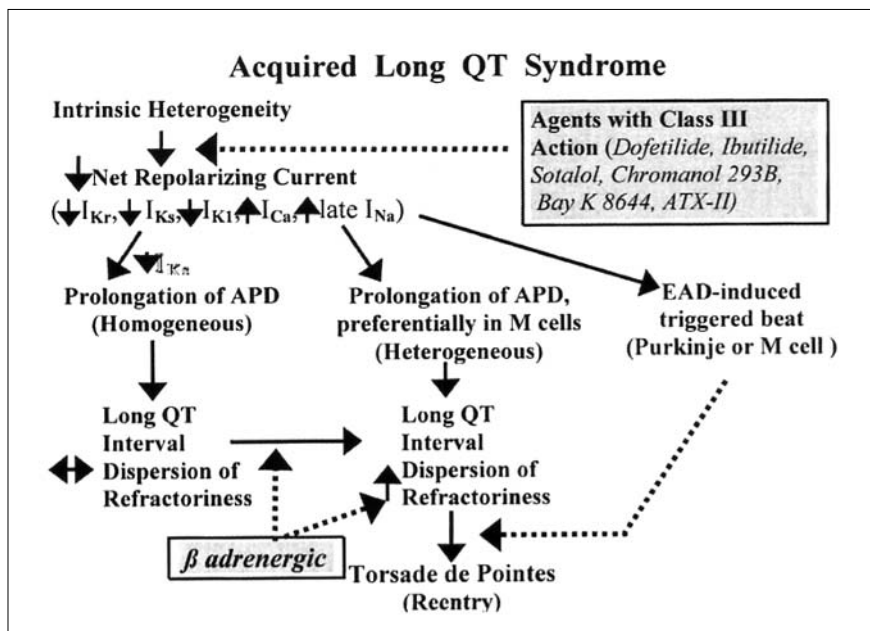 Acquired Long QT Syndrome
Intrinsic Heterogeneity
Agents with Class III
Action (Dofetilide, Ibutilide,
Sotalol, Chromanol 293B,
Bay K 8644, ATX-II)
Net Repolarizing Current
(↓ IKr, ↓ IKs, ↓ IK1, ↑ ICa, ↑ late INa)
↓ IKs
Prolongation of APD
(Homogeneous)
Prolongation of APD,
preferentially in M cells
(Heterogeneous)
EAD-induced
triggered beat
(Purkinje or M cell )
Long QT
Interval
Dispersion of
Refractoriness
Long QT
Interval
Dispersion of
Refractoriness
β adrenergic
Torsade de Pointes
(Reentry)